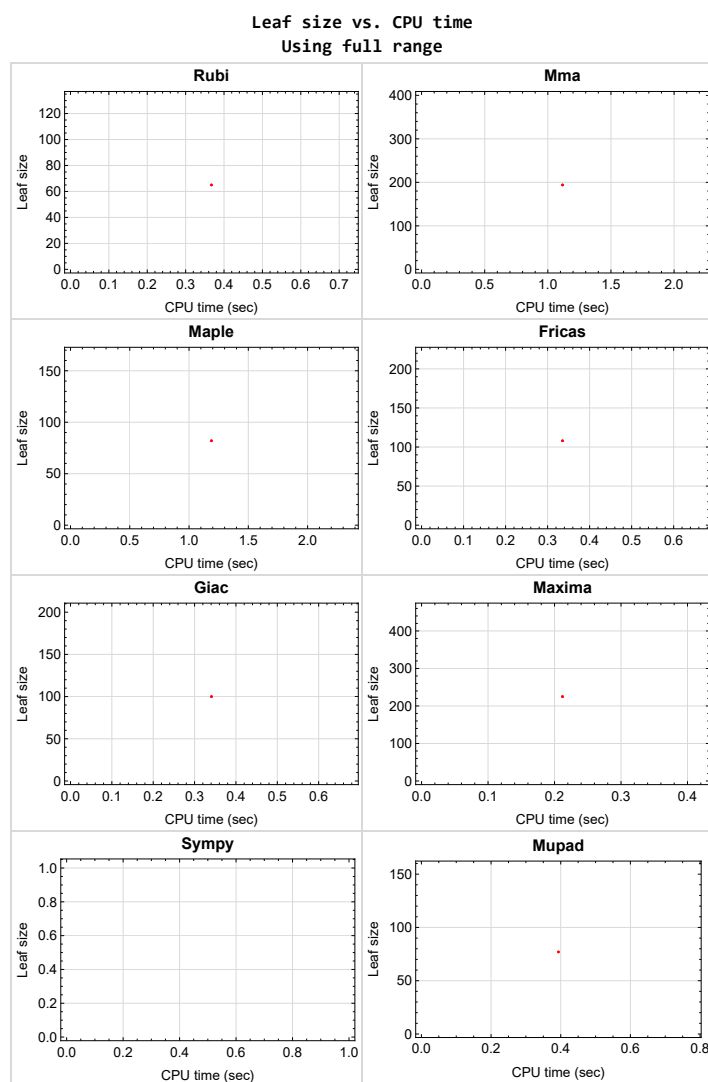 Leaf size vs. CPU time
Using full range
Rubi
Leaf size
120
100
80
60
40
20
0
0.0 0.1 0.2 0.3 0.4 0.5 0.6 0.7
CPU time (sec)
Mma
Leaf size
400
300
200
100
0
0.0 0.5 1.0 1.5 2.0
CPU time (sec)
Maple
Leaf size
150
100
50
0
0.0 0.5 1.0 1.5 2.0
CPU time (sec)
Fricas
Leaf size
200
150
100
50
0
0.0 0.1 0.2 0.3 0.4 0.5 0.6
CPU time (sec)
Giac
Leaf size
200
150
100
50
0
0.0 0.1 0.2 0.3 0.4 0.5 0.6
CPU time (sec)
Maxima
Leaf size
400
300
200
100
0
0.0 0.1 0.2 0.3 0.4
CPU time (sec)
Sympy
Leaf size
1.0
0.8
0.6
0.4
0.2
0.0
0.0 0.2 0.4 0.6 0.8 1.0
CPU time (sec)
Mupad
Leaf size
150
100
50
0
0.0 0.2 0.4 0.6 0.8
CPU time (sec)